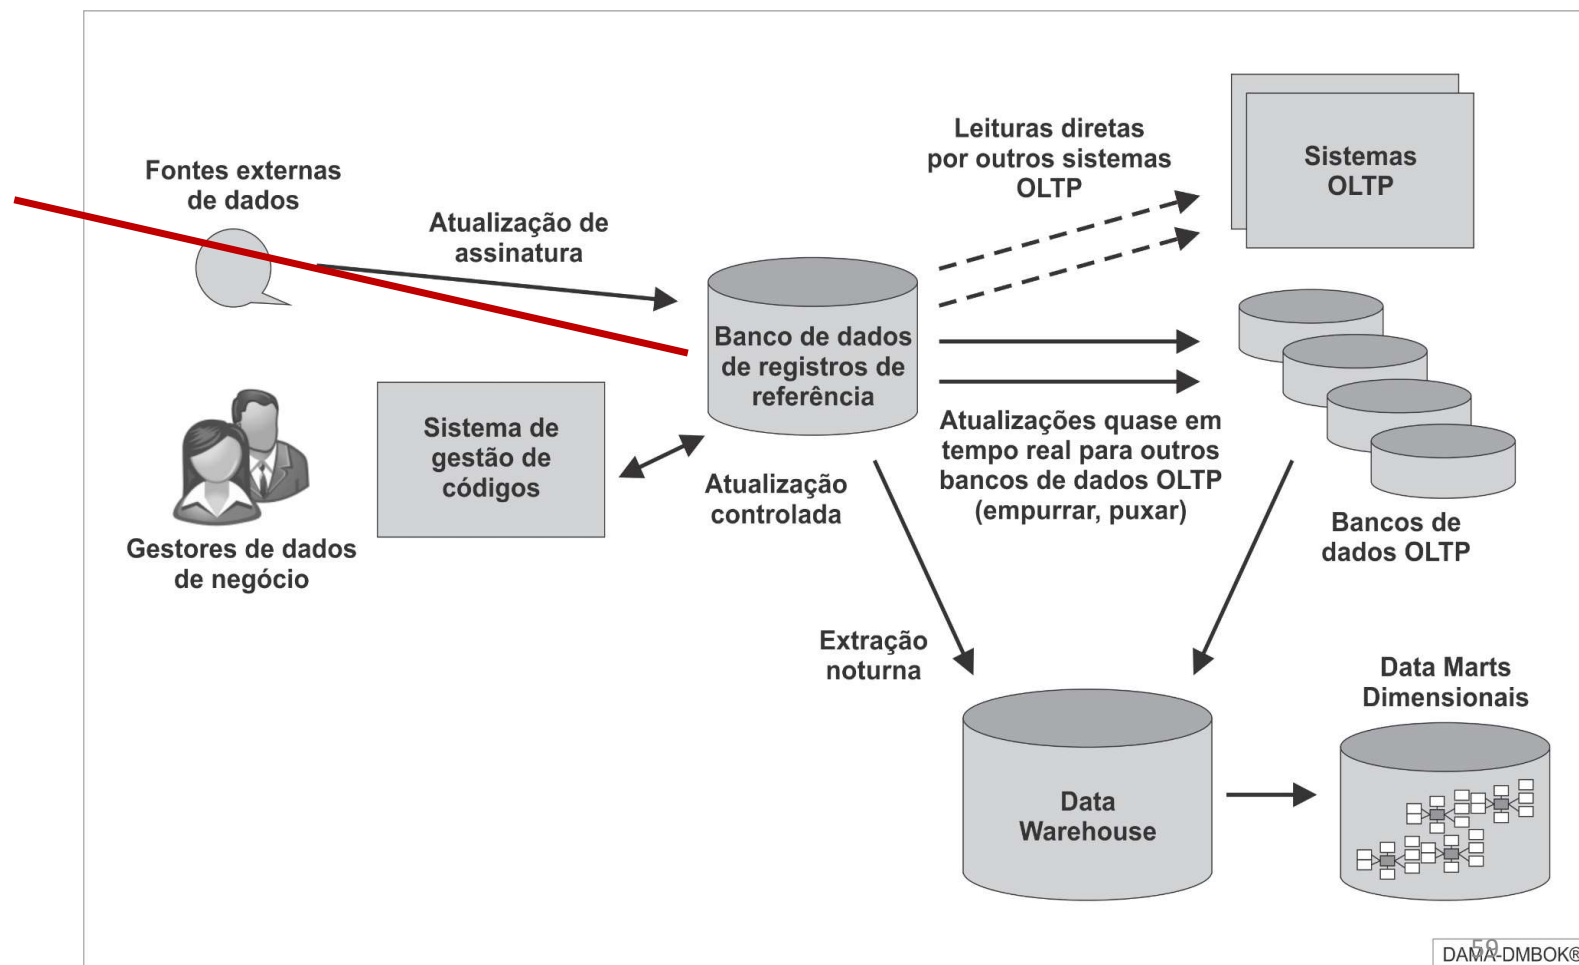 Fontes externas
de dados
Atualização de
assinatura
Leituras diretas
por outros sistemas
OLTP
Sistemas
OLTP
Banco de dados
de registros de
referência
Sistema de
gestão de
códigos
Atualização
controlada
Atualizações quase em
tempo real para outros
bancos de dados OLTP
(empurrar, puxar)
Bancos de
dados OLTP
Gestores de dados
de negócio
Extração
noturna
Data Marts
Dimensionais
Data
Warehouse
59
DAMA-DMBOK®